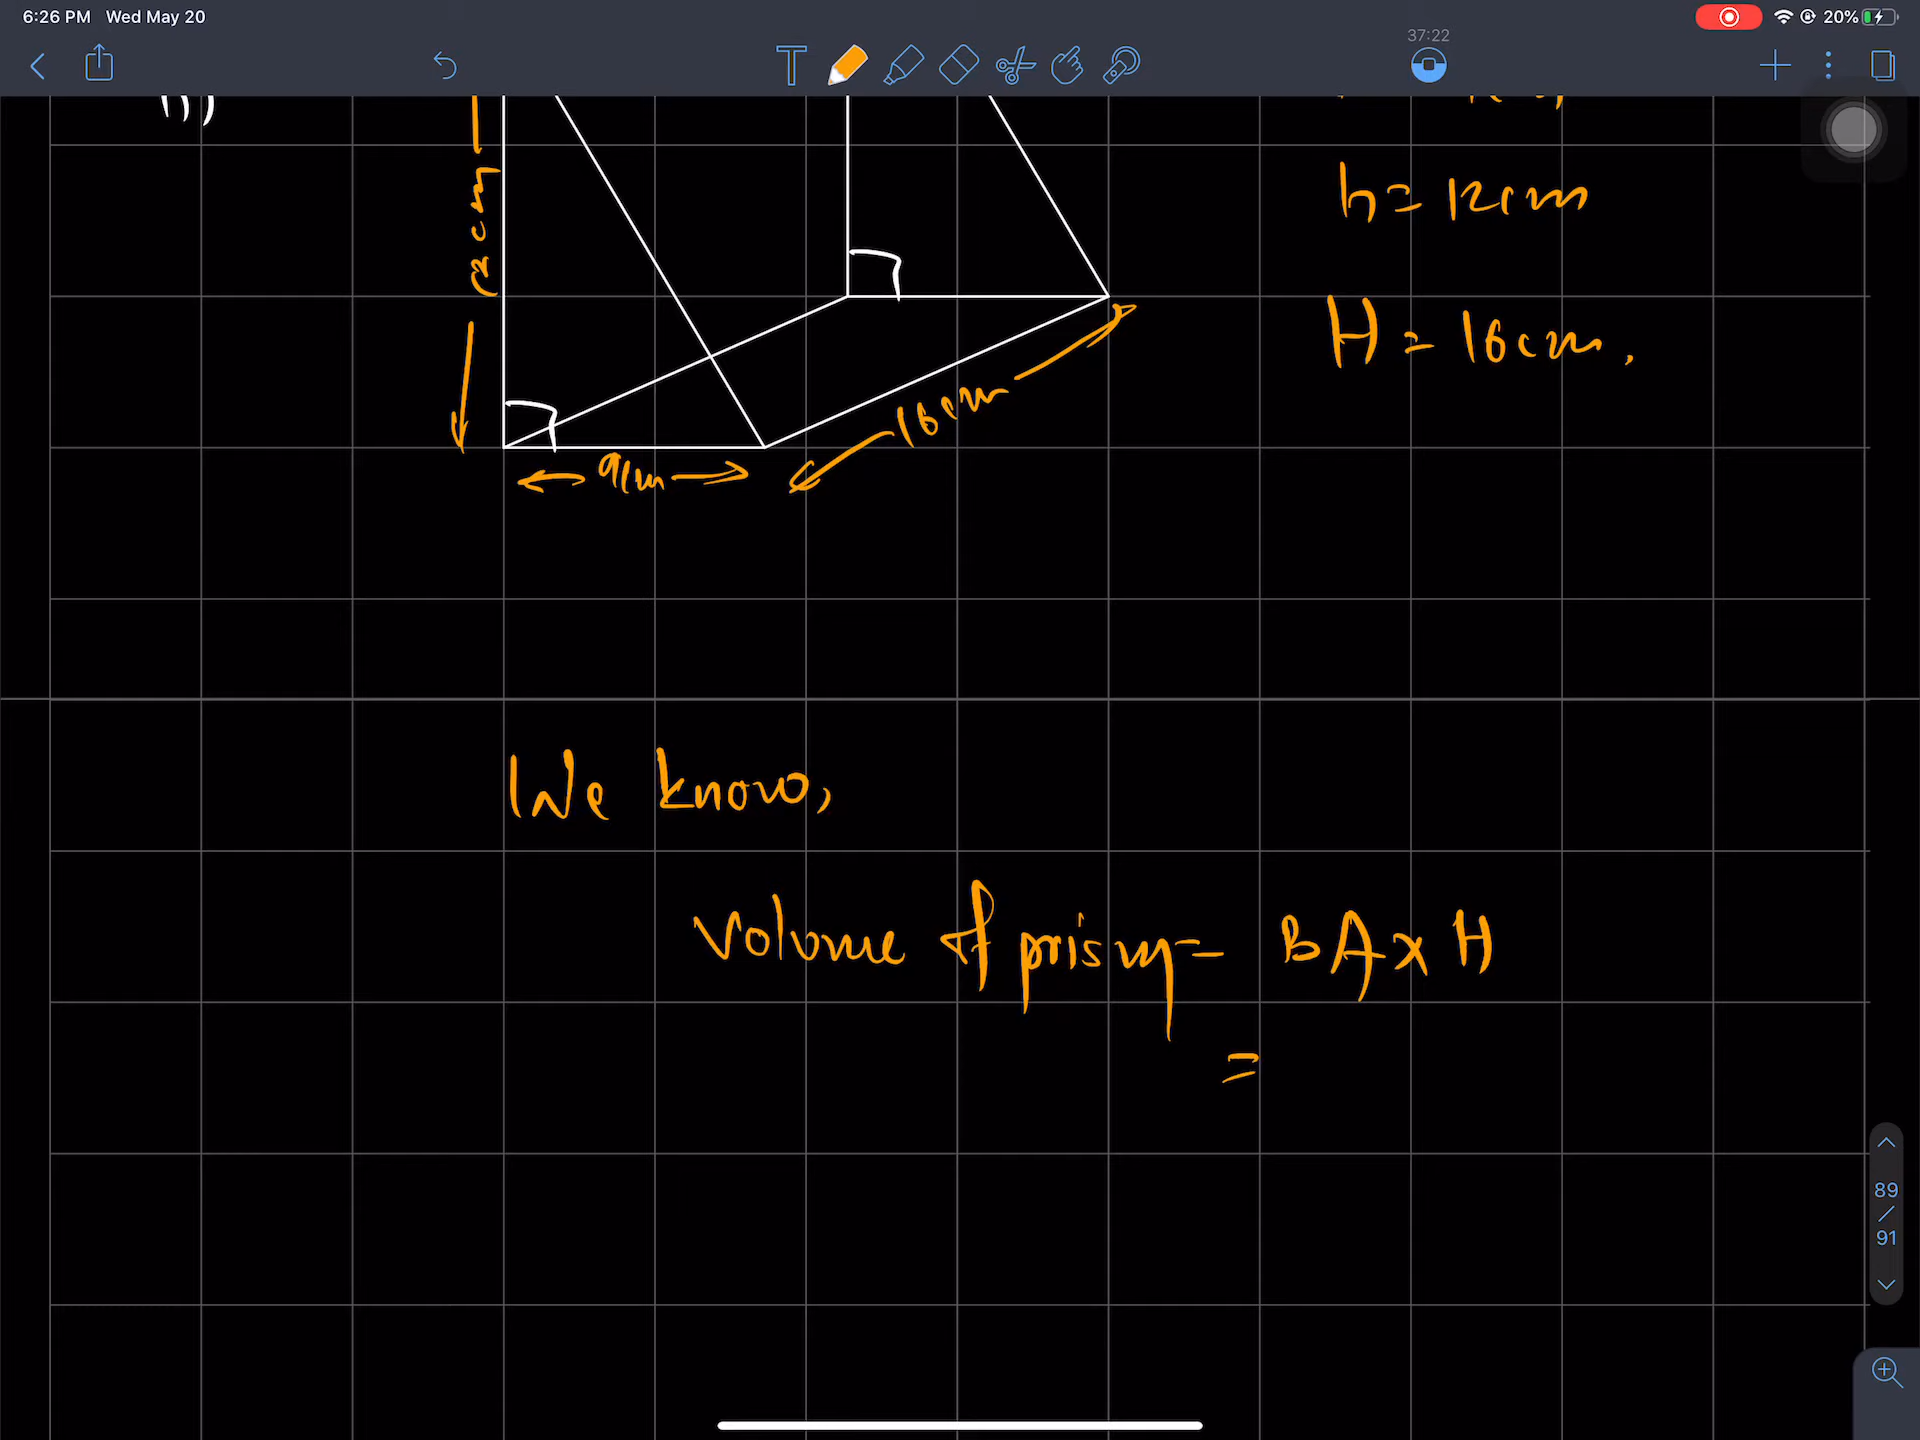 6:26 PM Wed May 20
20%
37:22
h = 12cm
12cm
H = 16cm.
16cm
9cm
We know,
Volume of prism = BA x H
=
89
/
91